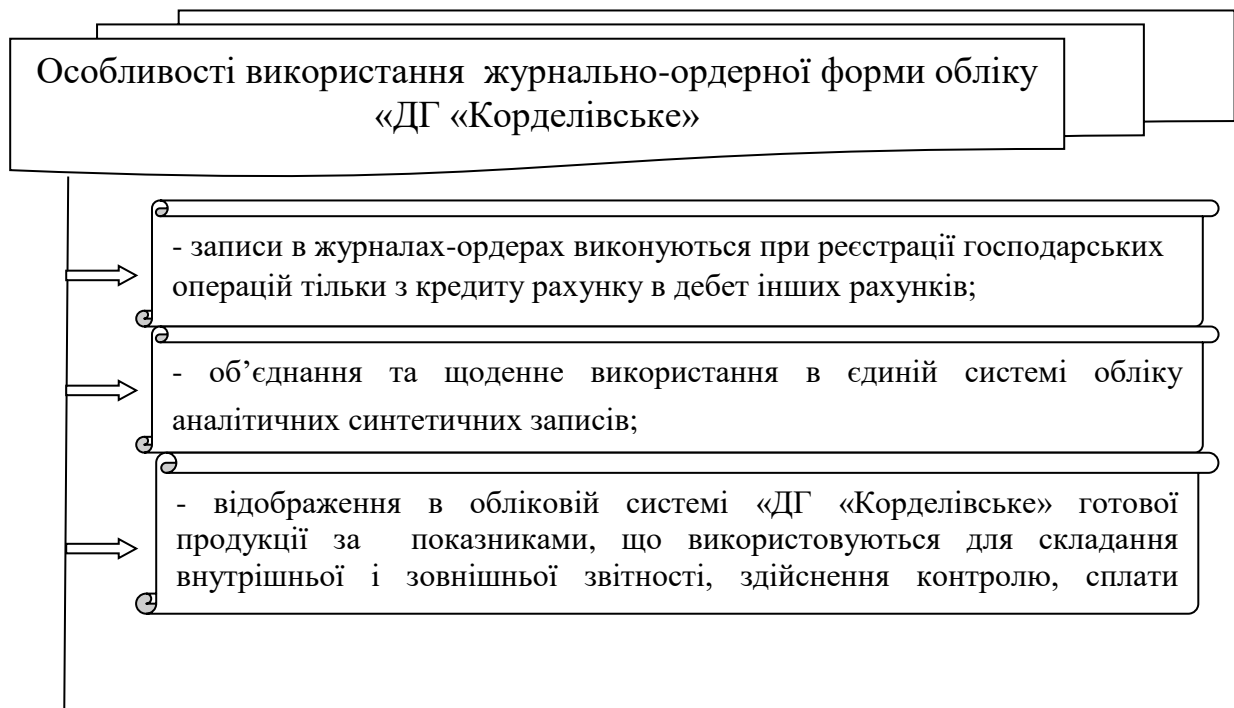 Особливості використання журнально-ордерної форми обліку
«ДГ «Корделівське»
- записи в журналах-ордерах виконуються при реєстрації господарських
операцій тільки з кредиту рахунку в дебет інших рахунків;
- об’єднання та щоденне використання в єдиній системі обліку
аналітичних синтетичних записів;
- відображення в обліковій системі «ДГ «Корделівське» готової
продукції за показниками, що використовуються для складання
внутрішньої і зовнішньої звітності, здійснення контролю, сплати